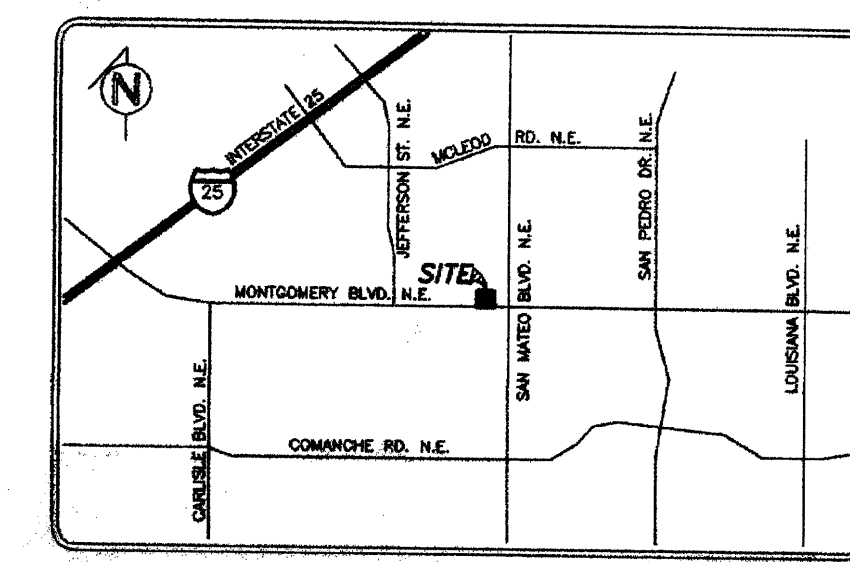 N
INTERSTATE 25
25
JEFFERSON ST. N.E.
MCLEOD RD. N.E.
SAN PEDRO DR. N.E.
SITE
MONTGOMERY BLVD. N.E.
SAN MATEO BLVD. N.E.
LOUISIANA BLVD. N.E.
CARLISLE BLVD. N.E.
COMANCHE RD. N.E.